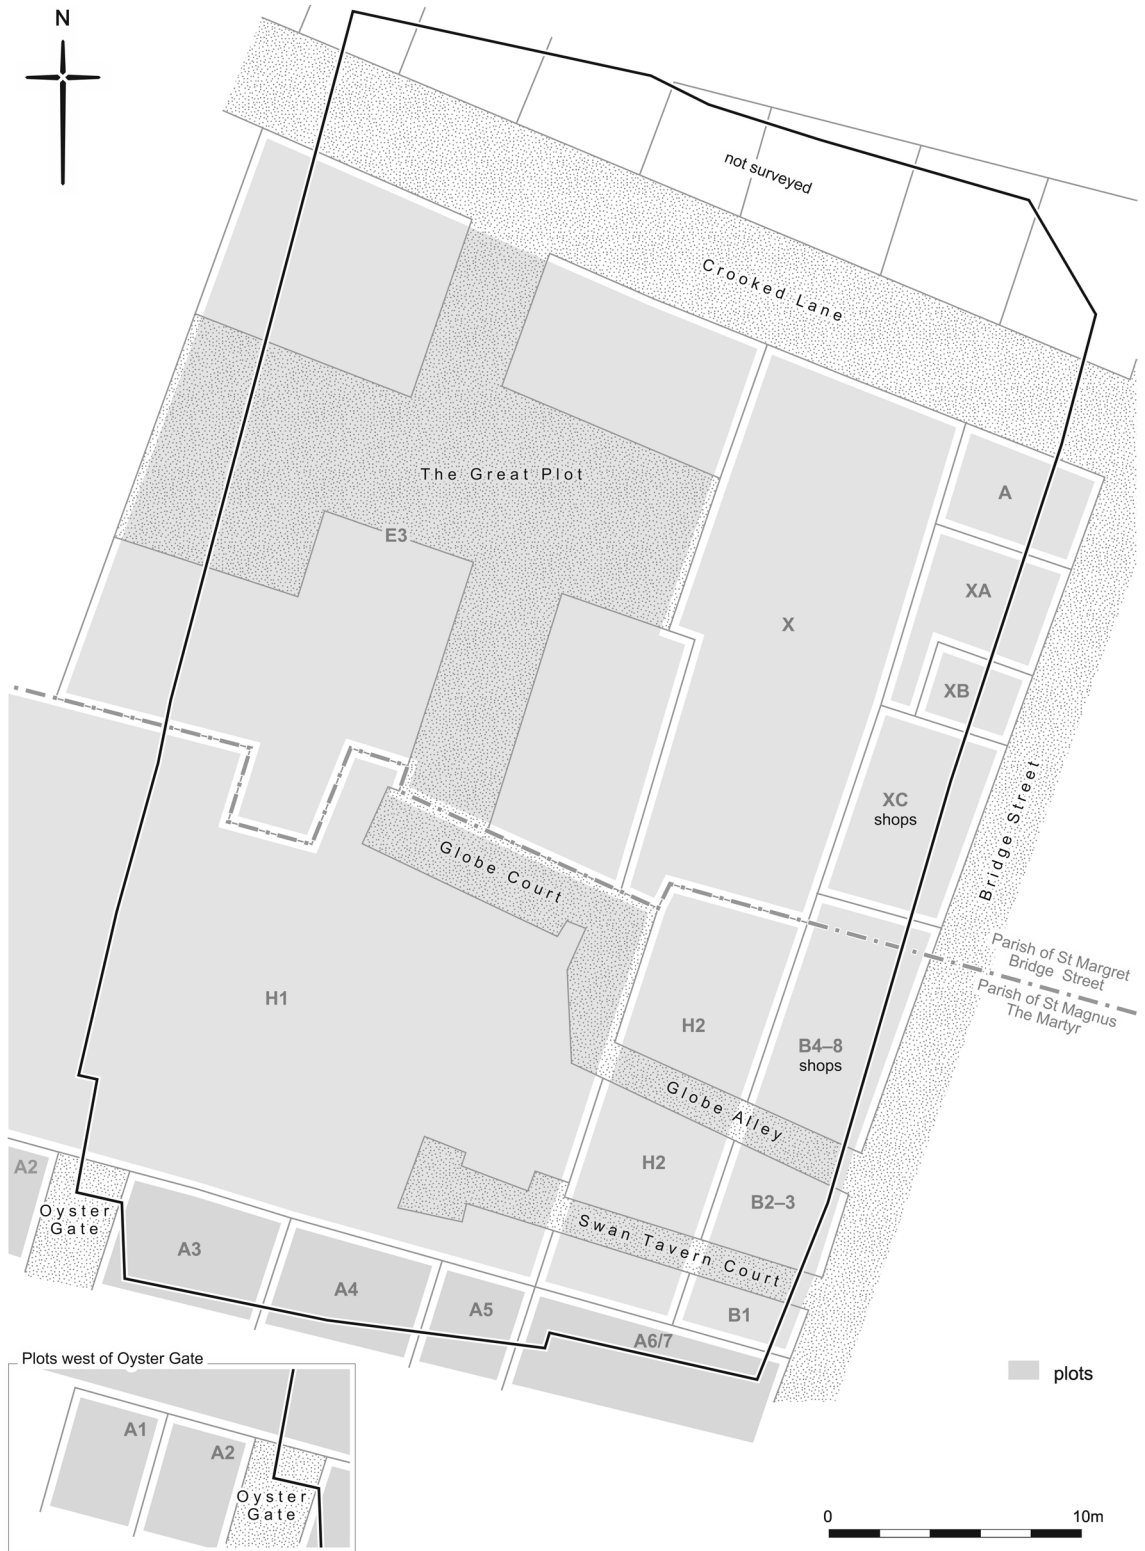 N
not surveyed
Crooked Lane
The Great Plot
A
E3
XA
X
XB
XC
shops
Bridge Street
Globe Court
Parish of St Margret
Bridge Street
Parish of St Magnus
The Martyr
H1
H2
B4–8
shops
Globe Alley
A2
H2
B2–3
Oyster
Gate
Swan Tavern Court
A3
A4
A5
B1
A6/7
Plots west of Oyster Gate
plots
A1
A2
Oyster
Gate
0 10m